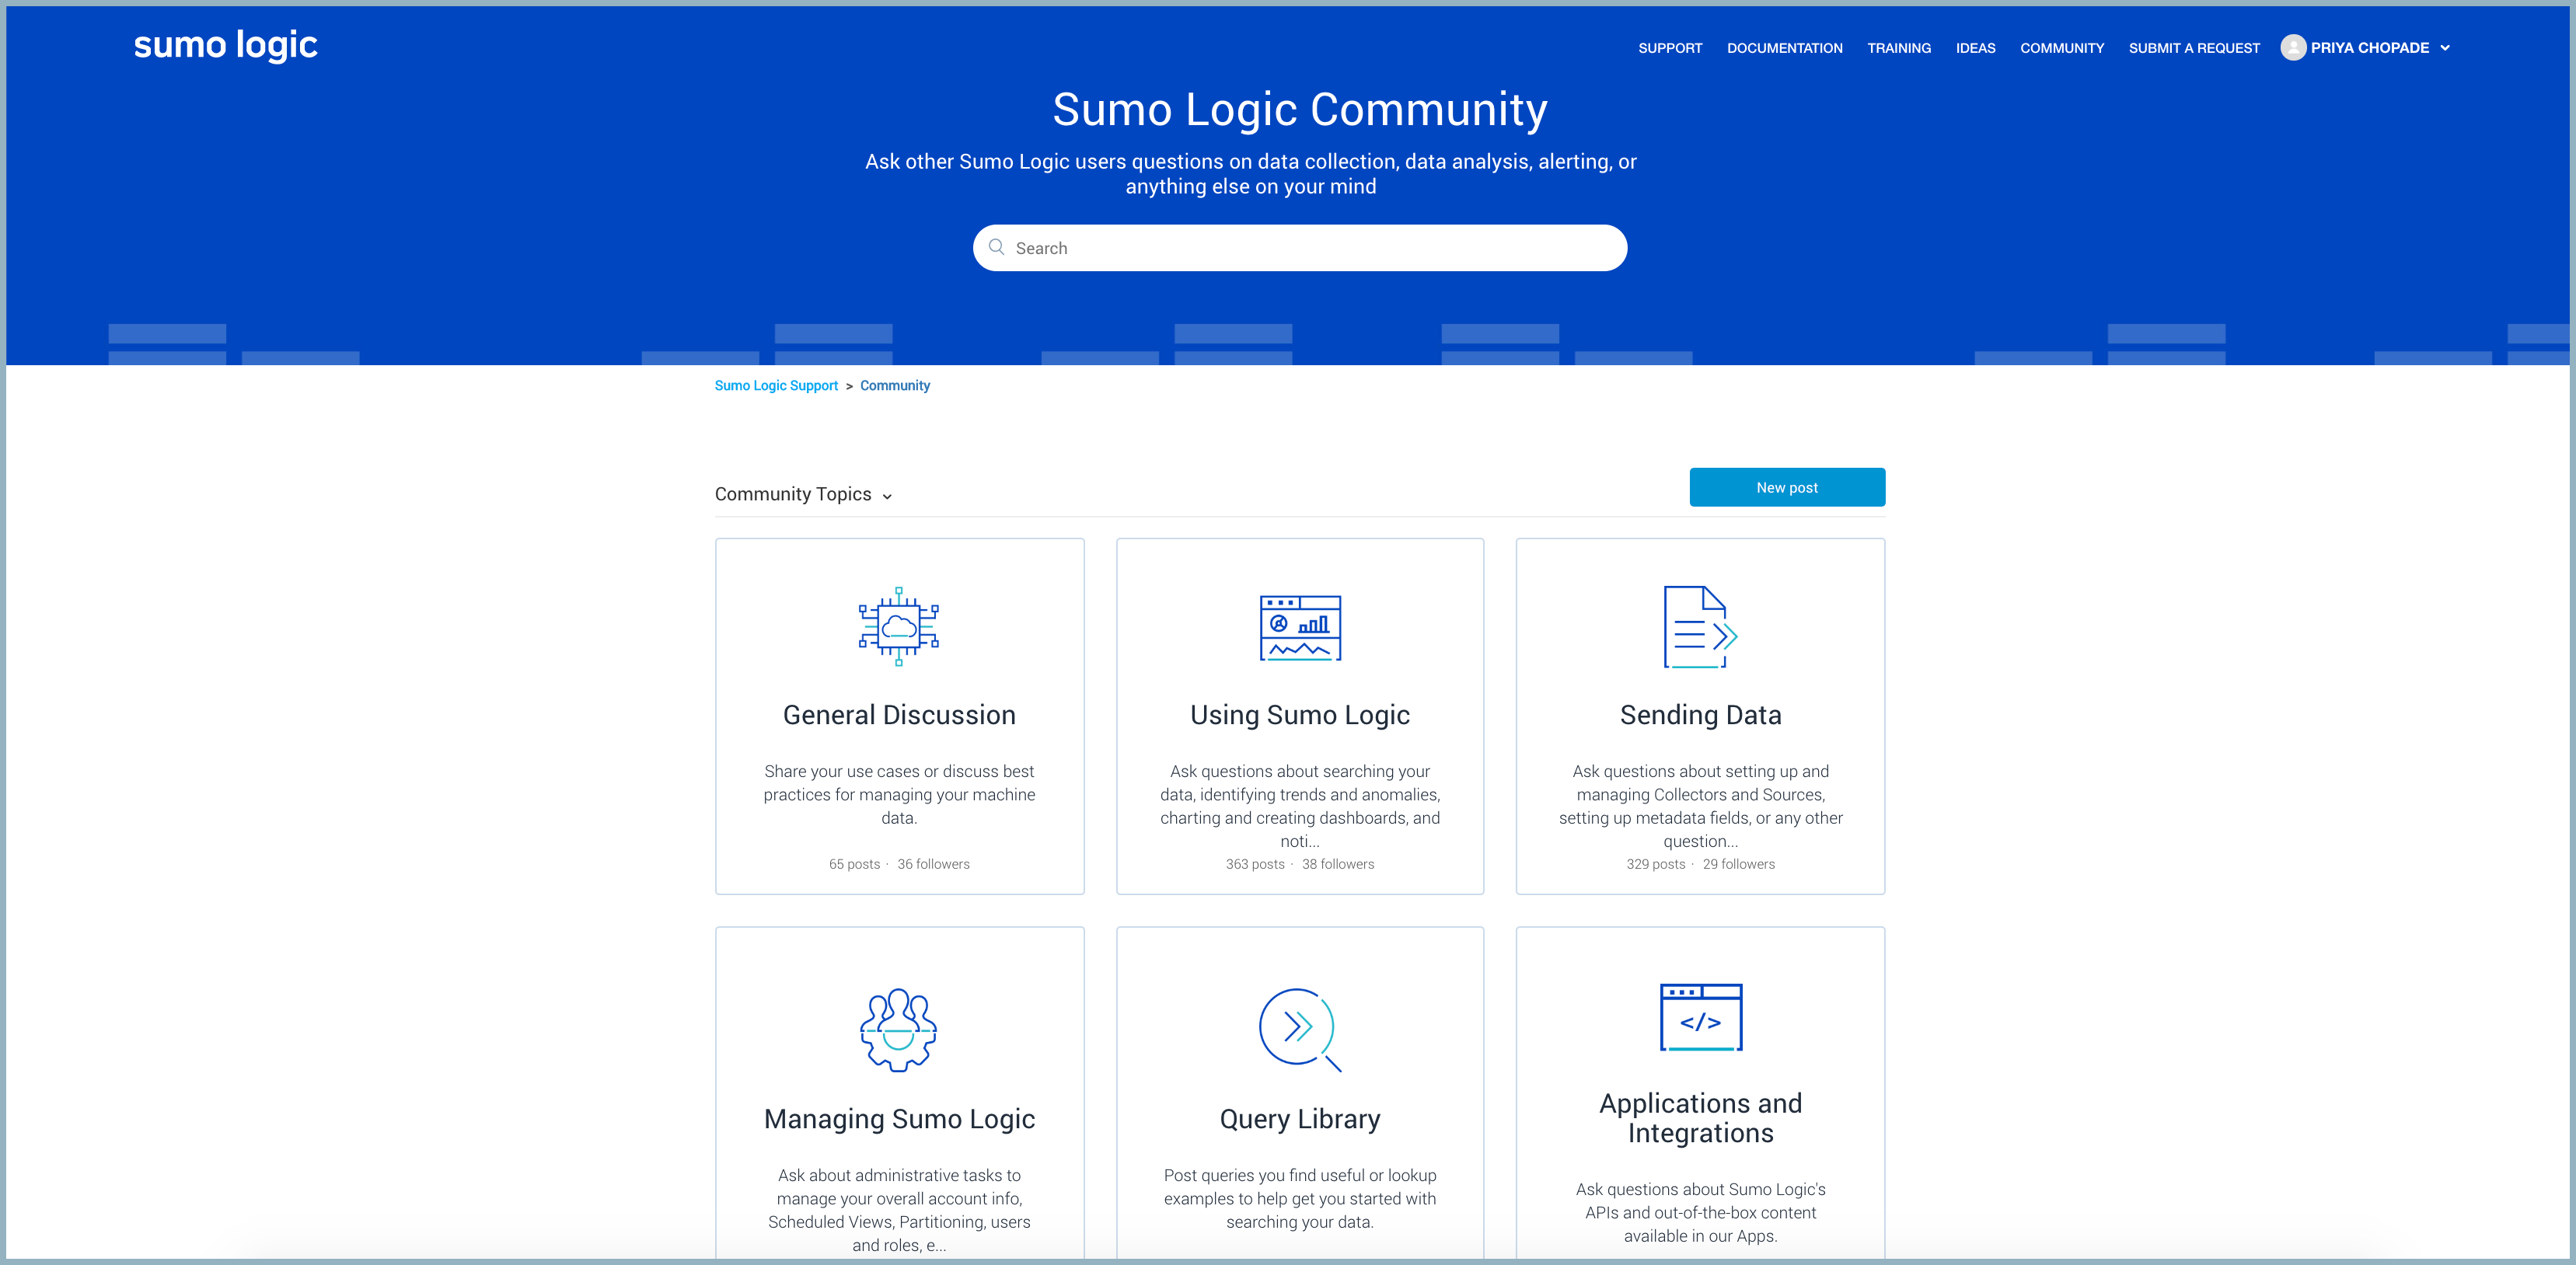 sumo logic
SUPPORT DOCUMENTATION TRAINING IDEAS COMMUNITY SUBMIT A REQUEST PRIYA CHOPADE
Sumo Logic Community
Ask other Sumo Logic users questions on data collection, data analysis, alerting, or
anything else on your mind
Search
Sumo Logic Support > Community
Community Topics
New post
General Discussion
Share your use cases or discuss best
practices for managing your machine
data.
65 posts · 36 followers
Using Sumo Logic
Ask questions about searching your
data, identifying trends and anomalies,
charting and creating dashboards, and
noti...
363 posts · 38 followers
Sending Data
Ask questions about setting up and
managing Collectors and Sources,
setting up metadata fields, or any other
question...
329 posts · 29 followers
Managing Sumo Logic
Ask about administrative tasks to
manage your overall account info,
Scheduled Views, Partitioning, users
and roles, e...
Query Library
Post queries you find useful or lookup
examples to help get you started with
searching your data.
</>
Applications and
Integrations
Ask questions about Sumo Logic's
APIs and out-of-the-box content
available in our Apps.